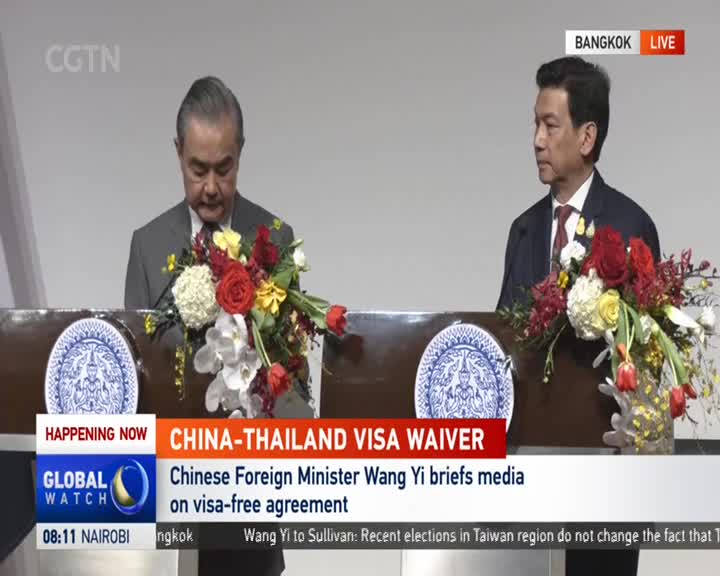 CGTN
BANGKOK LIVE
HAPPENING NOW
CHINA-THAILAND VISA WAIVER
GLOBAL
WATCH
Chinese Foreign Minister Wang Yi briefs media
on visa-free agreement
08:11 NAIROBI
ngkok Wang Yi to Sullivan: Recent elections in Taiwan region do not change the fact that T